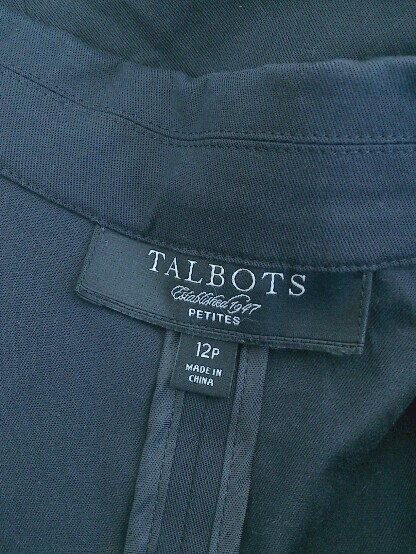 TALBOTS
Established 1947
PETITES
12P
MADE IN
CHINA